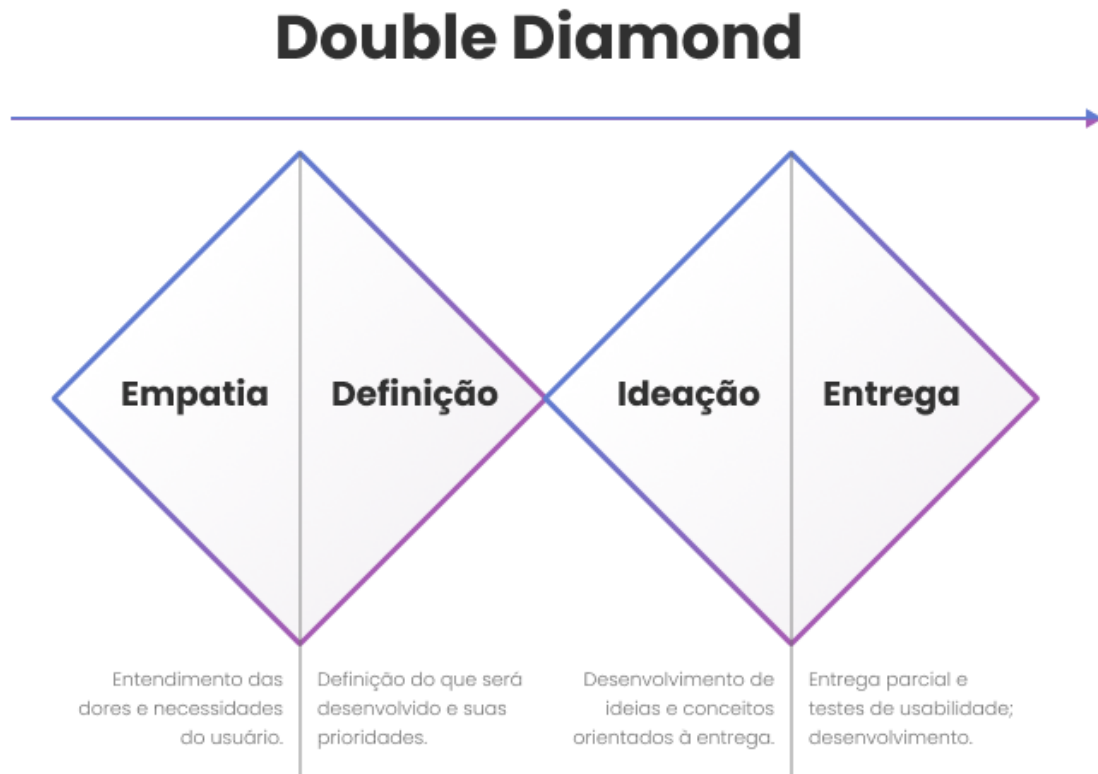 Double Diamond
Empatia
Definição
Ideação
Entrega
Entendimento das
dores e necessidades
do usuário.
Definição do que será
desenvolvido e suas
prioridades.
Desenvolvimento de
ideias e conceitos
orientados à entrega.
Entrega parcial e
testes de usabilidade;
desenvolvimento.